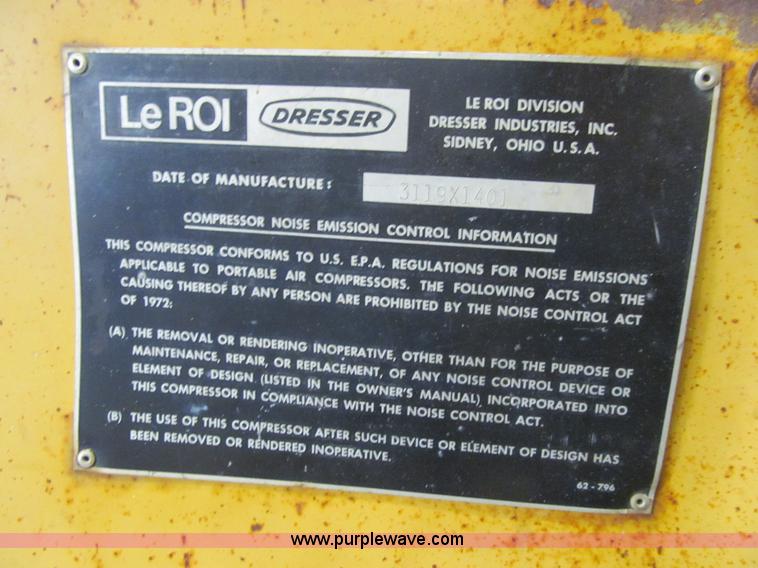 Le ROI DRESSER
LE ROI DIVISION
DRESSER INDUSTRIES, INC.
SIDNEY, OHIO U.S.A.
DATE OF MANUFACTURE: 3119X1401
COMPRESSOR NOISE EMISSION CONTROL INFORMATION
THIS COMPRESSOR CONFORMS TO U.S. E.P.A. REGULATIONS FOR NOISE EMISSIONS
APPLICABLE TO PORTABLE AIR COMPRESSORS. THE FOLLOWING ACTS OR THE
CAUSING THEREOF BY ANY PERSON ARE PROHIBITED BY THE NOISE CONTROL ACT
OF 1972:
(A) THE REMOVAL OR RENDERING INOPERATIVE, OTHER THAN FOR THE PURPOSE OF
MAINTENANCE, REPAIR, OR REPLACEMENT, OF ANY NOISE CONTROL DEVICE OR
ELEMENT OF DESIGN (LISTED IN THE OWNER'S MANUAL) INCORPORATED INTO
THIS COMPRESSOR IN COMPLIANCE WITH THE NOISE CONTROL ACT.
(B) THE USE OF THIS COMPRESSOR AFTER SUCH DEVICE OR ELEMENT OF DESIGN HAS
BEEN REMOVED OR RENDERED INOPERATIVE.
62-796
www.purplewave.com